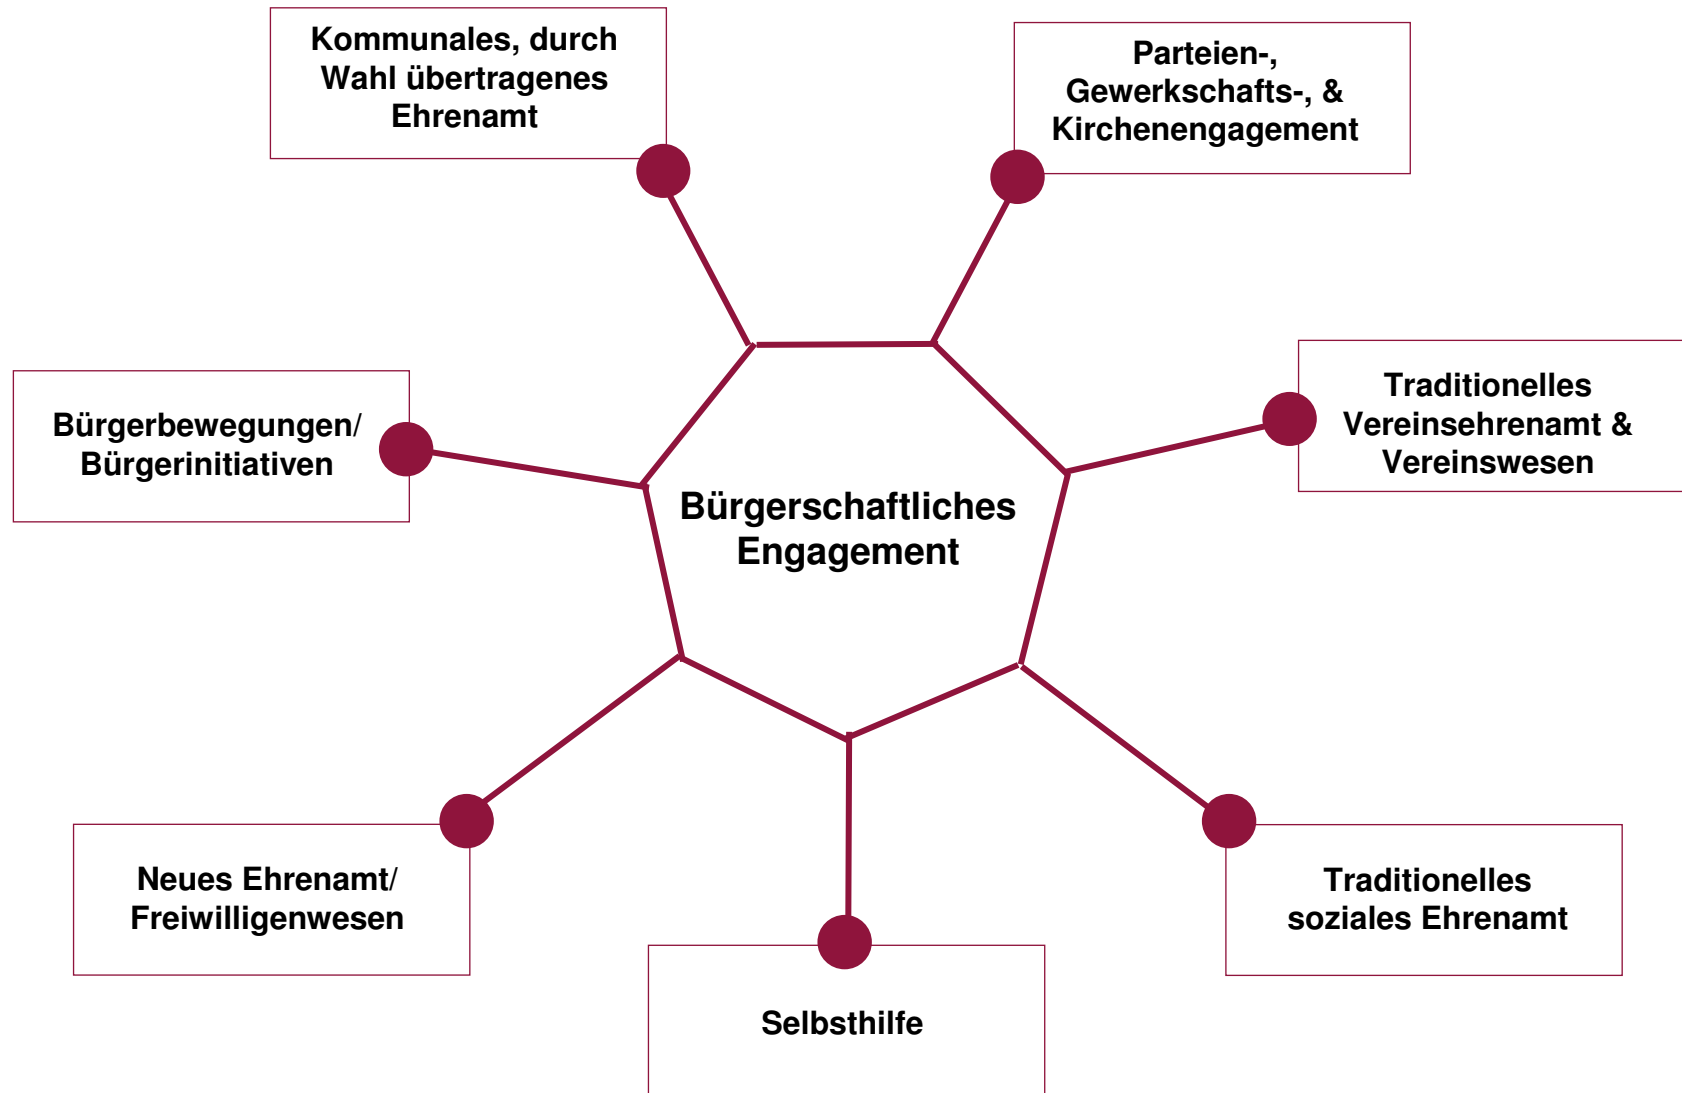 Kommunales, durch
Wahl übertragenes
Ehrenamt
Parteien-,
Gewerkschafts-, &
Kirchenengagement
Bürgerbewegungen/
Bürgerinitiativen
Traditionelles
Vereinsehrenamt &
Vereinswesen
Bürgerschaftliches
Engagement
Neues Ehrenamt/
Freiwilligenwesen
Traditionelles
soziales Ehrenamt
Selbsthilfe